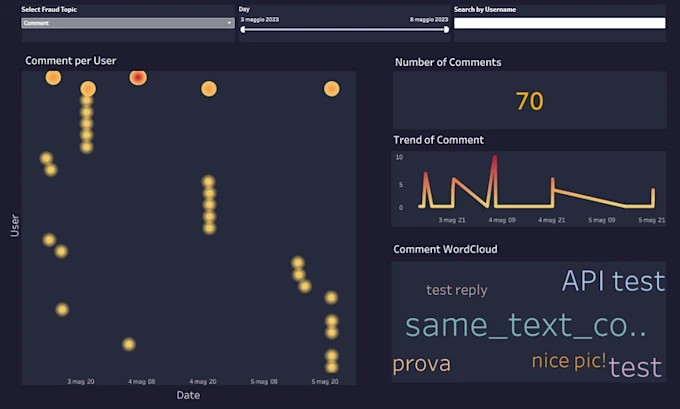 Select Fraud Topic
Comment
Day
3 maggio 2023
8 maggio 2023
Search by Username
Comment per User
User
3 mag 20
4 mag 08
4 mag 20
5 mag 08
5 mag 20
Date
Number of Comments
70
Trend of Comment
10
5
0
3 mag 21
4 mag 09
4 mag 21
5 mag 09
5 mag 21
Comment WordCloud
API test
test reply
same_text_co..
prova
nice pic!
test